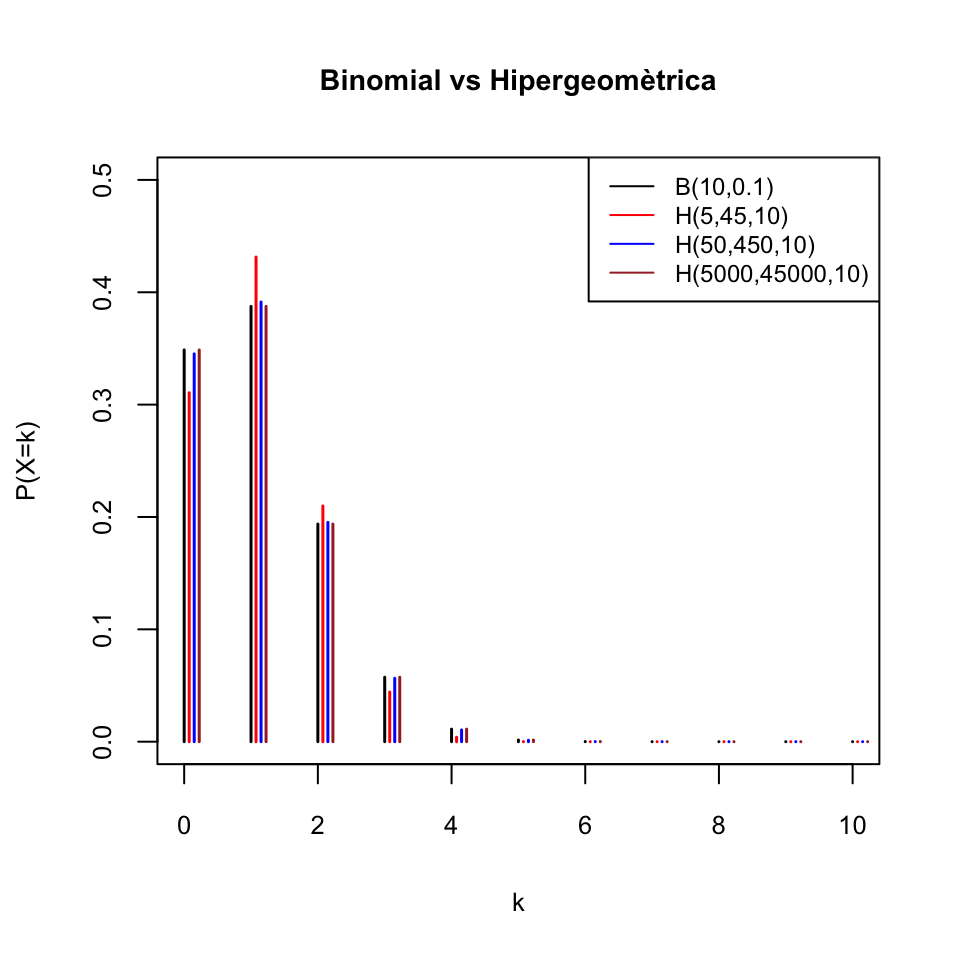 Binomial vs Hipergeomètrica
B(10,0.1)
H(5,45,10)
H(50,450,10)
H(5000,45000,10)
P(X=k)
0.5
0.4
0.3
0.2
0.1
0.0
0 2 4 6 8 10
k